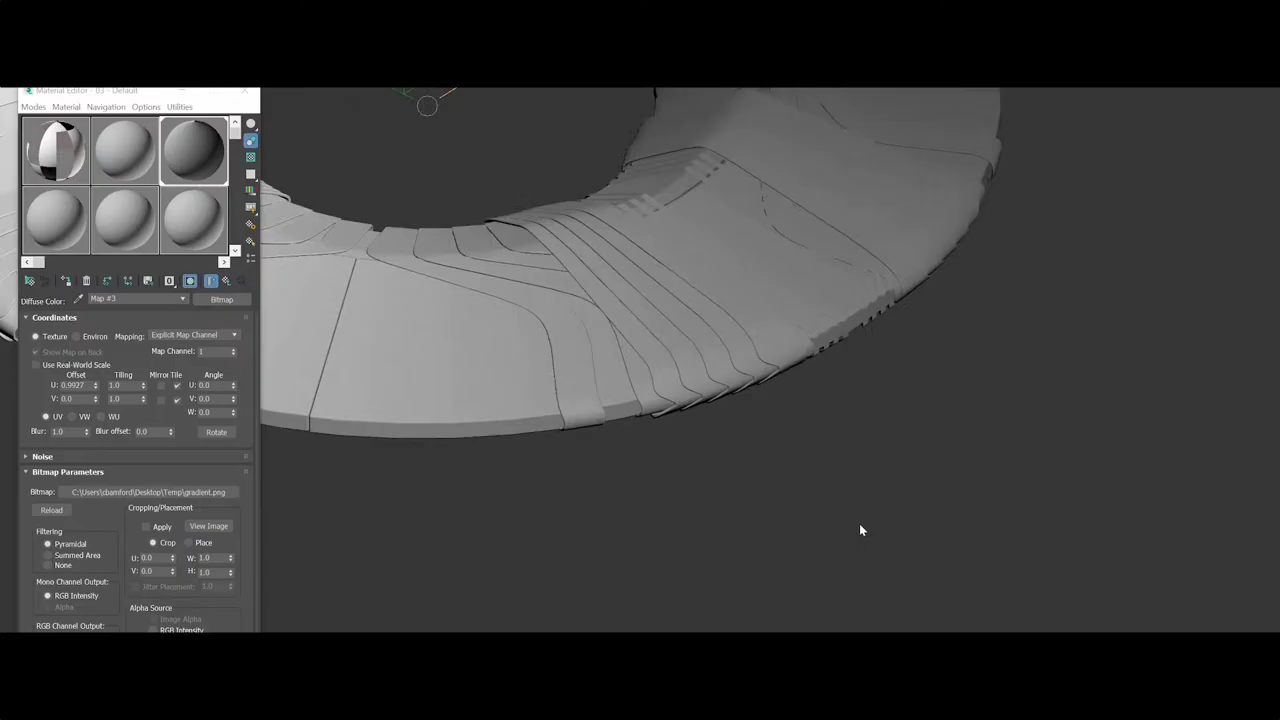 Material Editor - 03 - Default
Modes Material Navigation Options Utilities
Diffuse Color: Map #3 Bitmap
Coordinates
Texture Environ Mapping: Explicit Map Channel
Show Map on Back Map Channel: 1
Use Real-World Scale
Offset Tiling Mirror Tile Angle
U: 0.9927 1.0 U: 0.0
V: 0.0 1.0 V: 0.0
UV VW WU W: 0.0
Blur: 1.0 Blur offset: 0.0 Rotate
Noise
Bitmap Parameters
Bitmap: C:\Users\cbamford\Desktop\Temp\gradient.png
Reload Cropping/Placement
Apply View Image
Filtering
Pyramidal Crop Place
Summed Area U: 0.0 W: 1.0
None V: 0.0 H: 1.0
Mono Channel Output: Jitter Placement: 1.0
RGB Intensity
Alpha Alpha Source
Image Alpha
RGB Channel Output: RGB Intensity